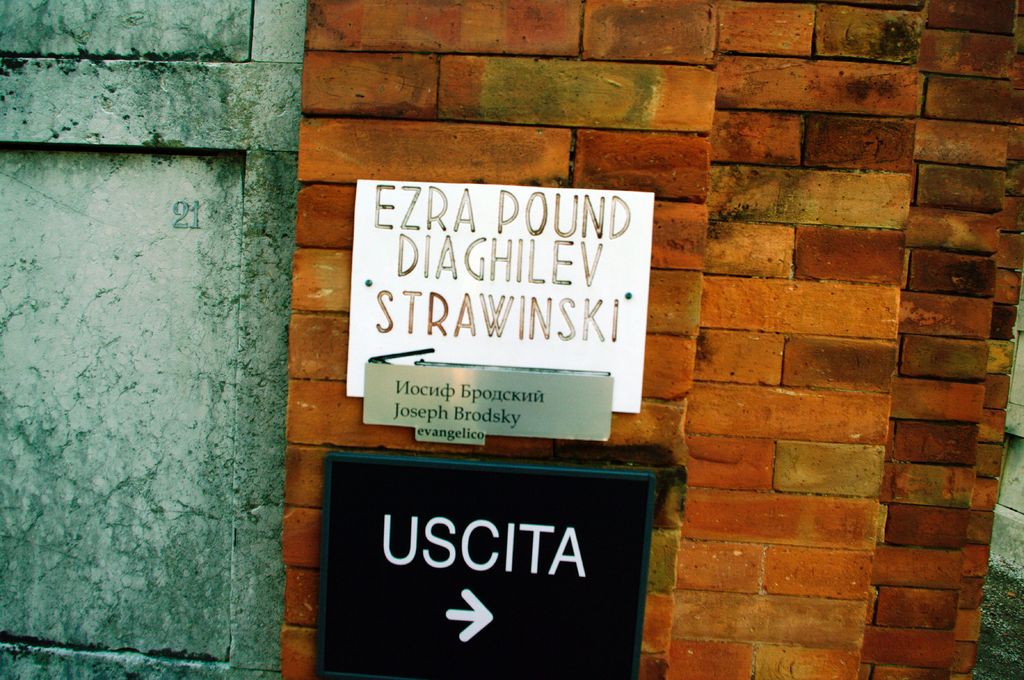 21
EZRA POUND
DIAGHILEV
STRAWINSKI
Иосиф Бродский
Joseph Brodsky
evangelico
USCITA
→